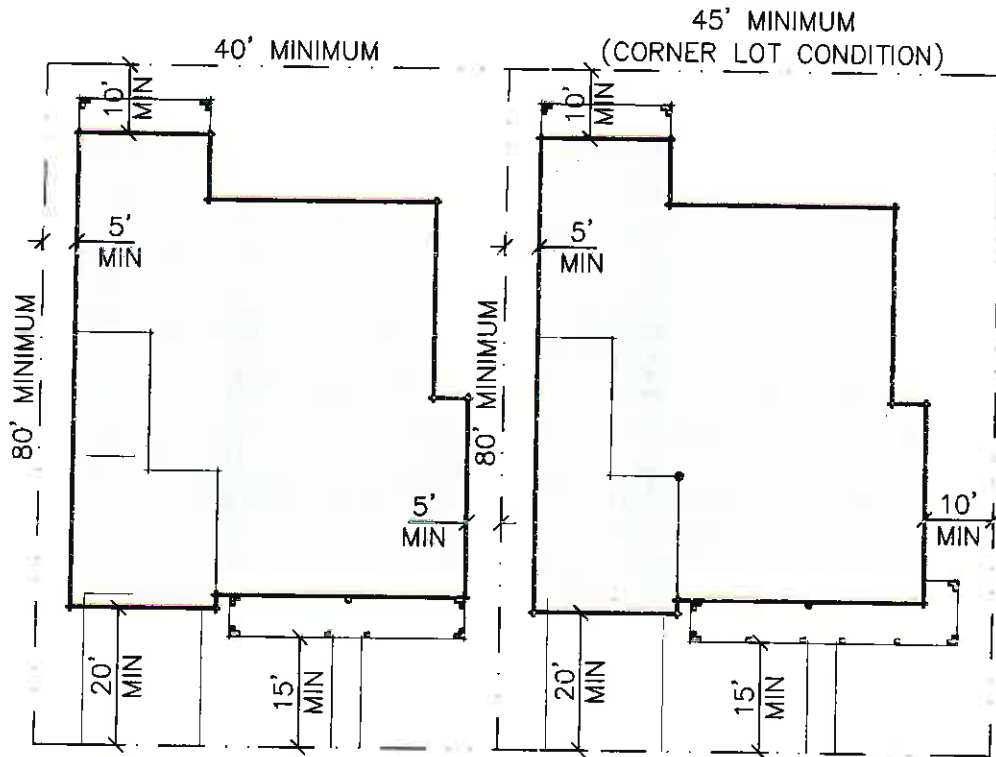 40' MINIMUM
10'
MIN
5'
MIN
80' MINIMUM
5'
MIN
20'
MIN
15'
MIN
45' MINIMUM
(CORNER LOT CONDITION)
10'
MIN
5'
MIN
80' MINIMUM
10'
MIN
20'
MIN
15'
MIN